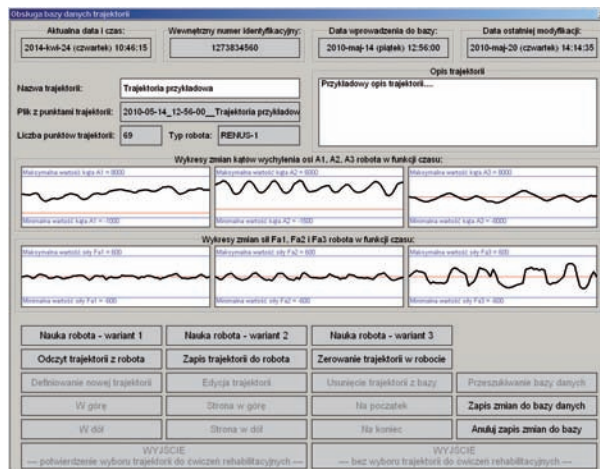 Obsługa bazy danych trajektorii
Aktualna data i czas:
2014-kwi-24 (czwartek) 10:46:15
Wewnętrzny numer identyfikacyjny:
1273834560
Data wprowadzenia do bazy:
2010-maj-14 (piątek) 12:56:00
Data ostatniej modyfikacji:
2010-maj-20 (czwartek) 14:14:35
Opis trajektorii
Nazwa trajektorii:
Trajektoria przykładowa
Przykładowy opis trajektorii....
Plik z punktami trajektorii:
2010-05-14_12-56-00__Trajektoria przykładow
Liczba punktów trajektorii:
69
Typ robota:
RENUS-1
Wykresy zmian kątów wychylenia osi A1, A2, A3 robota w funkcji czasu:
Maksymalna wartość kąta A1 = 8000
Maksymalna wartość kąta A2 =
Maksymalna wartość kąta A3 =
Minimalna wartość kąta A1 =
Minimalna wartość kąta A2 =
Minimalna wartość kąta A3 =
Wykresy zmian sił Fa1, Fa2 i Fa3 robota w funkcji czasu:
Maksymalna wartość siły Fa1 = 600
Maksymalna wartość siły Fa2 = 600
Maksymalna wartość siły Fa3 = 600
Minimalna wartość siły Fa1 = -600
Minimalna wartość siły Fa2 = -600
Minimalna wartość siły Fa3 = -600
Nauka robota - wariant 1
Nauka robota - wariant 2
Nauka robota - wariant 3
Odczyt trajektorii z robota
Zapis trajektorii do robota
Zerowanie trajektorii w robocie
Definiowanie nowej trajektorii
Edycja trajektorii
Usunięcie trajektorii z bazy
Przeszukiwanie bazy danych
W górę
Strona w górę
Na początek
Zapis zmian do bazy danych
W dół
Strona w dół
Na koniec
Anuluj zapis zmian do bazy
WYJŚCIE
--- potwierdzenie wyboru trajektorii do ćwiczeń rehabilitacyjnych ---
WYJŚCIE
--- bez wyboru trajektorii do ćwiczeń rehabilitacyjnych ---